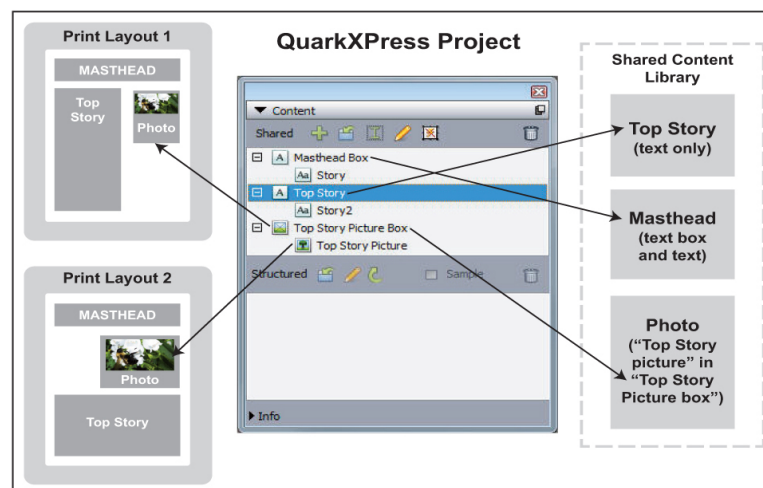 Print Layout 1
MASTHEAD
Top
Story
Photo
Print Layout 2
MASTHEAD
Photo
Top Story
QuarkXPress Project
Content
Shared
A Masthead Box
Aa Story
A Top Story
Aa Story2
Top Story Picture Box
Top Story Picture
Structured
Sample
Info
Shared Content
Library
Top Story
(text only)
Masthead
(text box
and text)
Photo
(“Top Story
picture” in
“Top Story
Picture box”)